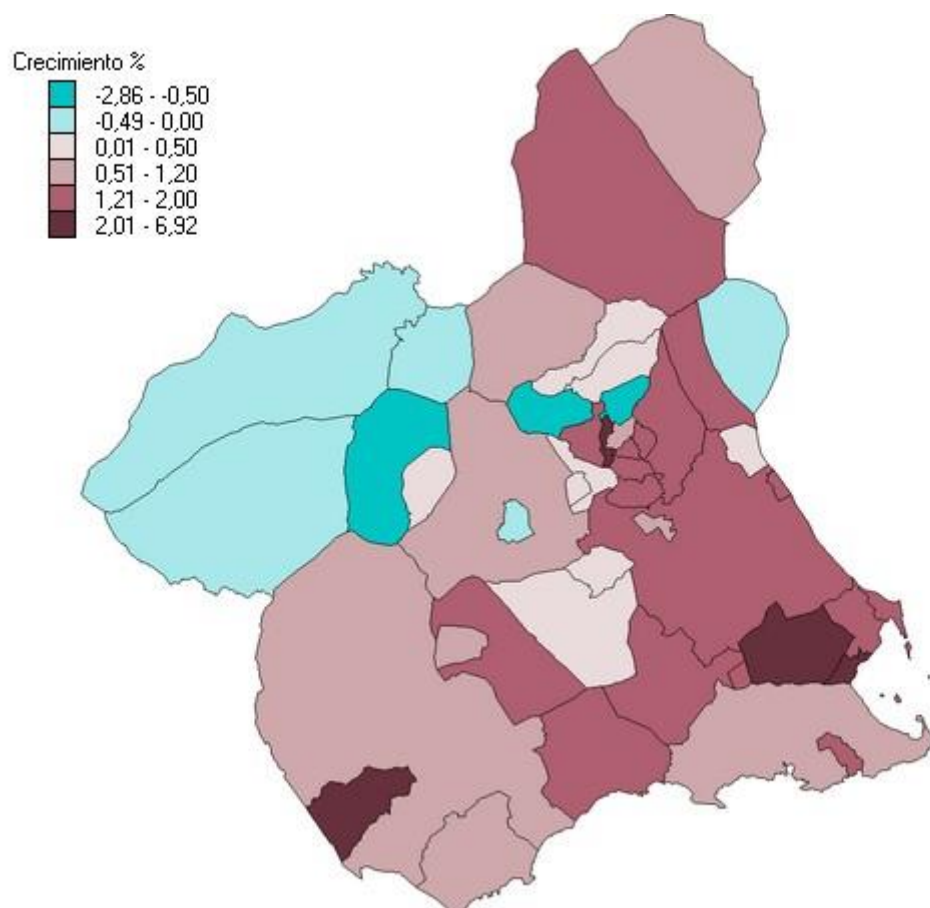 Crecimiento %
-2,86 - -0,50
-0,49 - 0,00
0,01 - 0,50
0,51 - 1,20
1,21 - 2,00
2,01 - 6,92